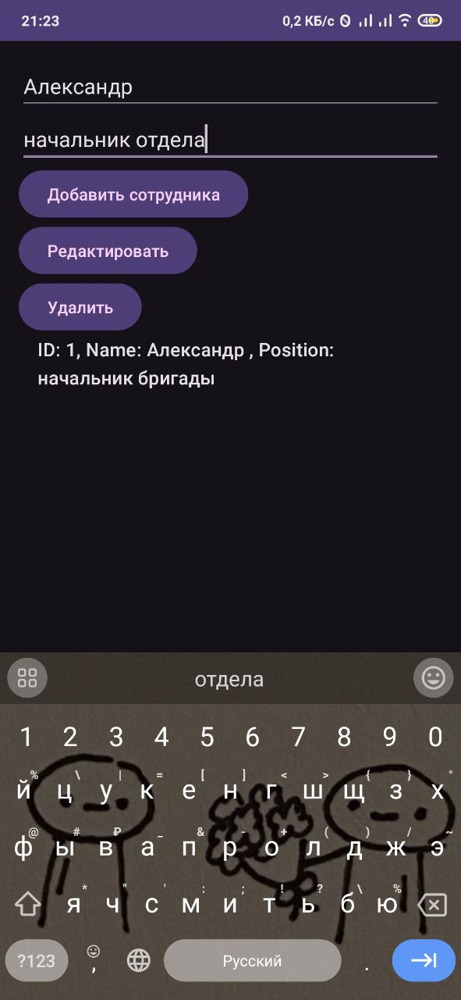 21:23 0,2 КБ/с 40
Александр
начальник отдела
Добавить сотрудника
Редактировать
Удалить
ID: 1, Name: Александр , Position:
начальник бригады
отдела
1 2 3 4 5 6 7 8 9 0
% \ | = [ ] < > { } °
й ц у к е н г ш щ з х
@ # ₽ _ & - + ( ) / ~
ф ы в а п р о л д ж э
* " ' : ; ! ? \ %
я ч с м и т ь б ю
?123 , Русский .